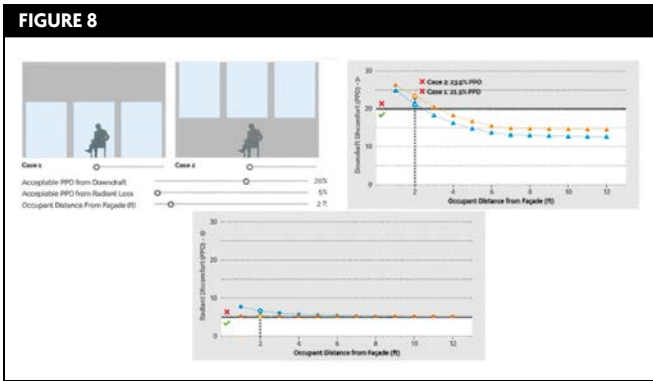 FIGURE 8
Case 1
Case 2
Acceptable PPD from Downdraft 20%
Acceptable PPD from Radiant Loss 5%
Occupant Distance From Façade (ft) 2 ft
Downdraft Discomfort (PPD) - 
30
20
10
0
Case 2: 23.5% PPD
Case 1: 21.5% PPD
2 4 6 8 10 12
Occupant Distance from Façade (ft)
Radiant Discomfort (PPD) - 
30
20
10
0
2 4 6 8 10 12
Occupant Distance from Façade (ft)